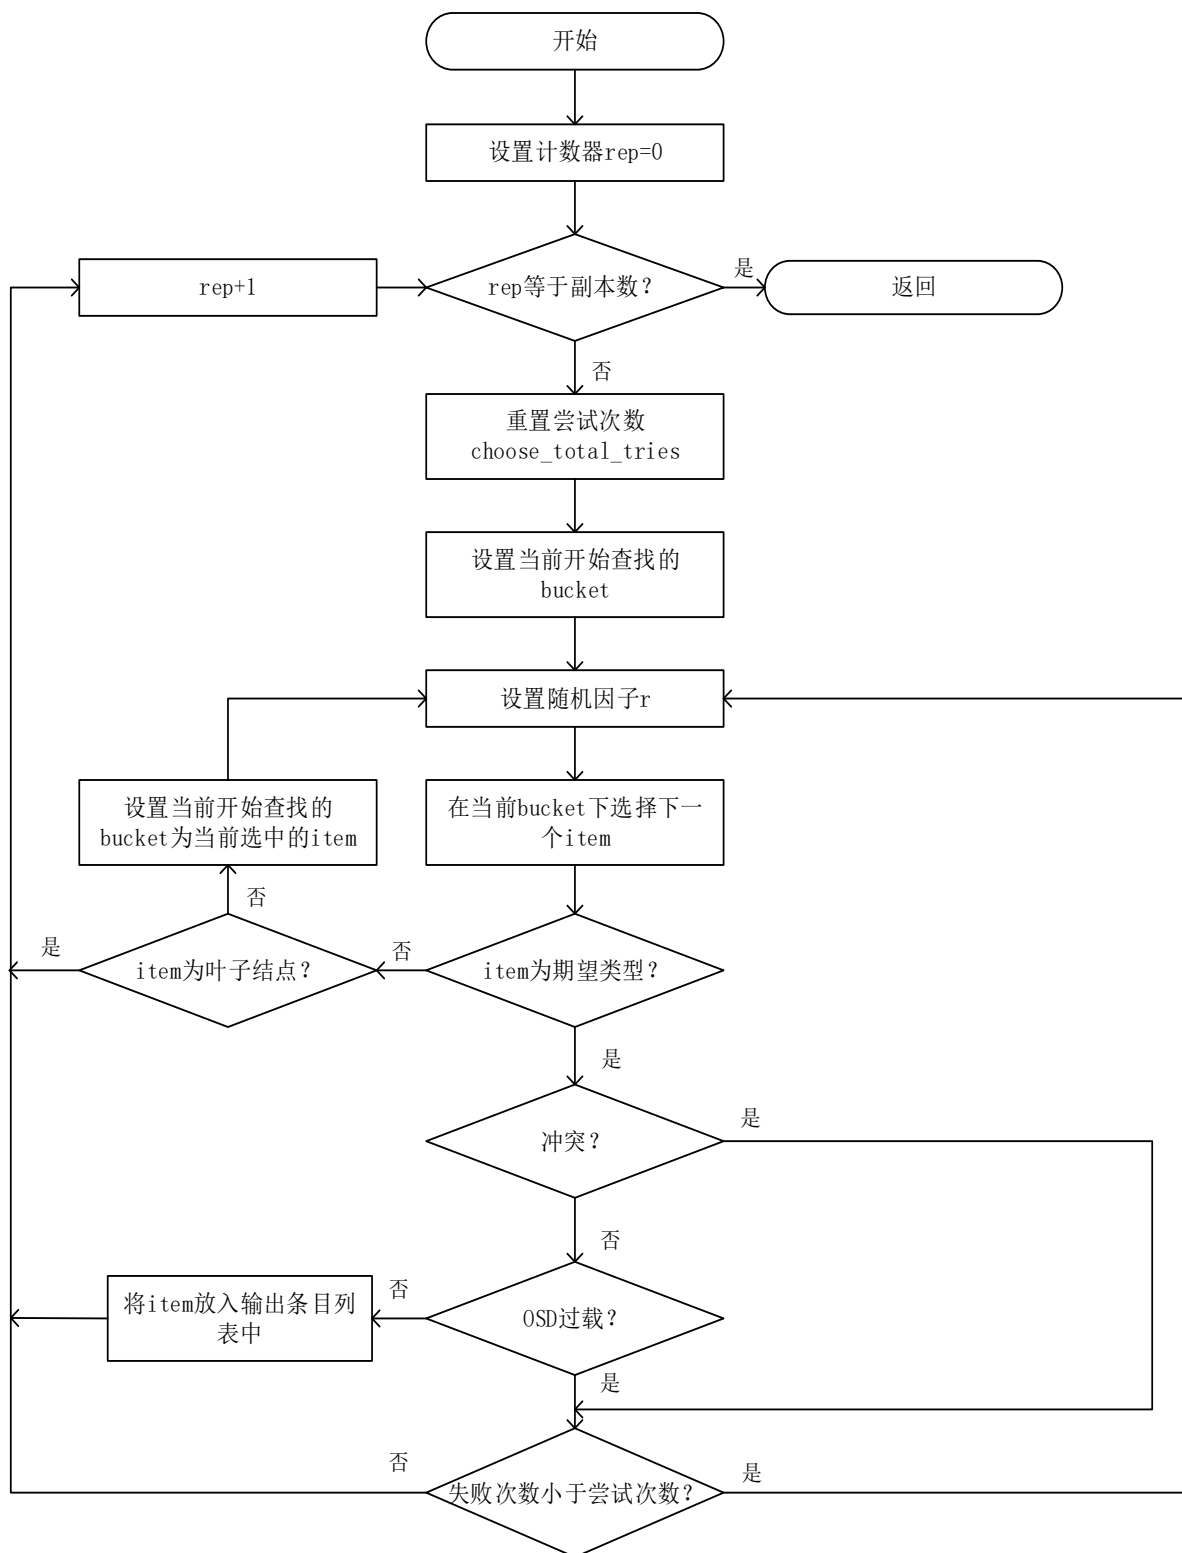 开始
设置计数器rep=0
rep+1
rep等于副本数？
是
返回
否
重置尝试次数
choose_total_tries
设置当前开始查找的
bucket
设置随机因子r
设置当前开始查找的
bucket为当前选中的item
在当前bucket下选择下一
个item
否
是
item为叶子结点？
否
item为期望类型？
是
冲突？
是
否
将item放入输出条目列
表中
否
OSD过载？
是
否
失败次数小于尝试次数？
是